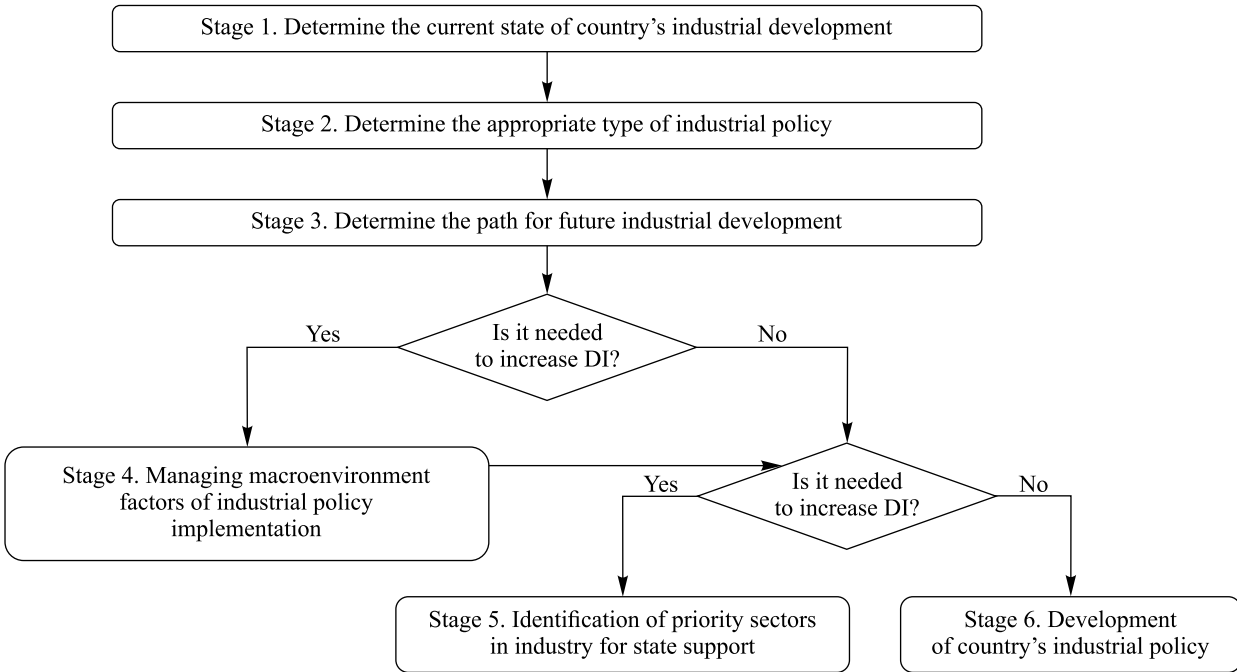 Stage 1. Determine the current state of country’s industrial development
Stage 2. Determine the appropriate type of industrial policy
Stage 3. Determine the path for future industrial development
Is it needed
to increase DI?
Yes
No
Stage 4. Managing macroenvironment
factors of industrial policy
implementation
Is it needed
to increase DI?
Yes
No
Stage 5. Identification of priority sectors
in industry for state support
Stage 6. Development
of country’s industrial policy